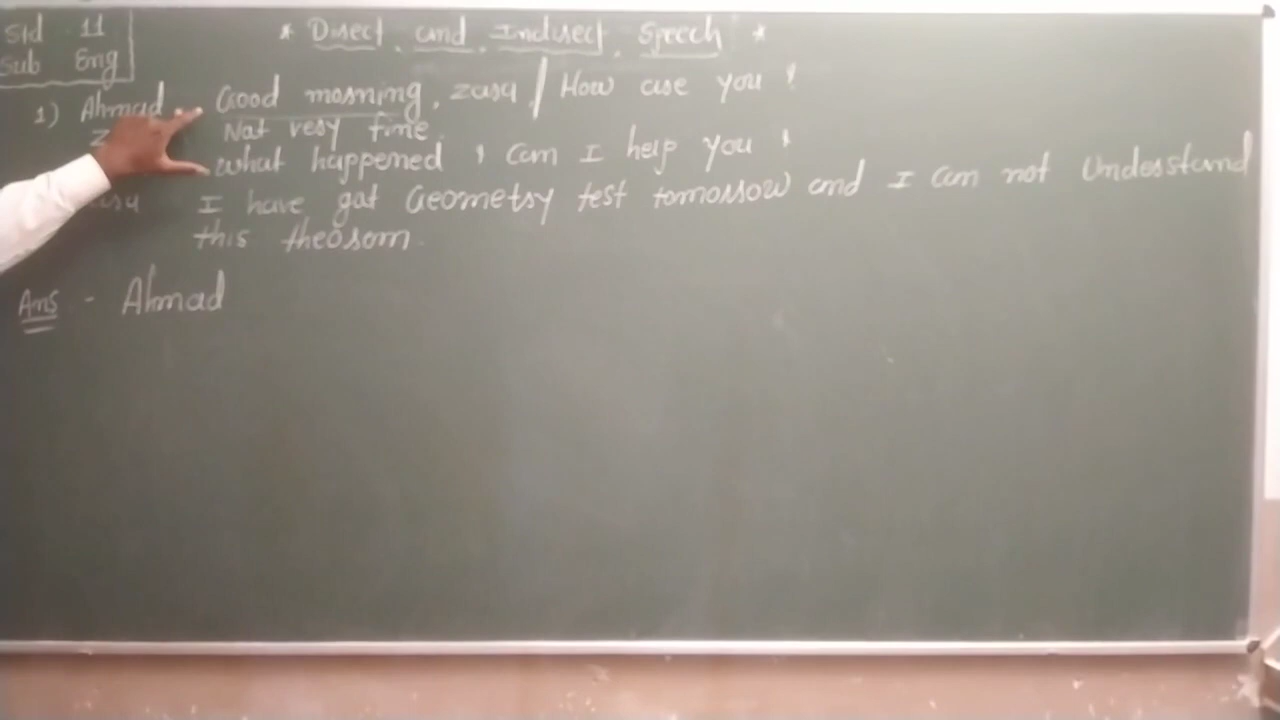 Std 11
Sub Eng
* Direct and Indirect Speech *
1) Ahmad - Good morning, zara / How are you ?
Not very fine.
what happened ? Can I help you ?
I have got Geometry test tomorrow and I can not Understand
this theorom.
Ans - Ahmad